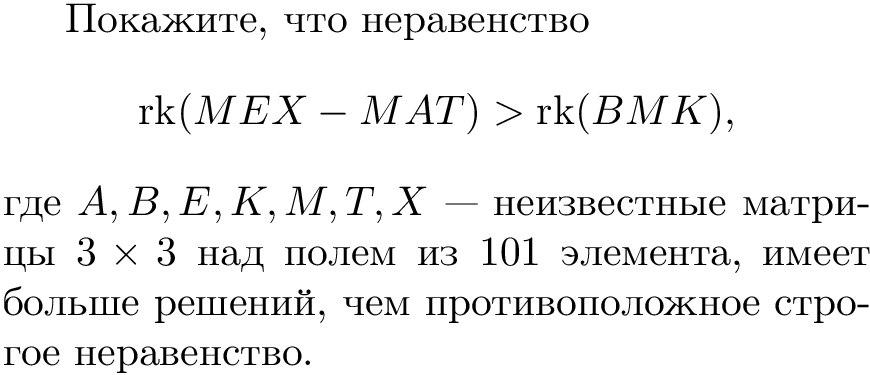 Покажите, что неравенство
rk(MEX − MAT) > rk(BMK),
где A, B, E, K, M, T, X — неизвестные матри-
цы 3 × 3 над полем из 101 элемента, имеет
больше решений, чем противоположное стро-
гое неравенство.